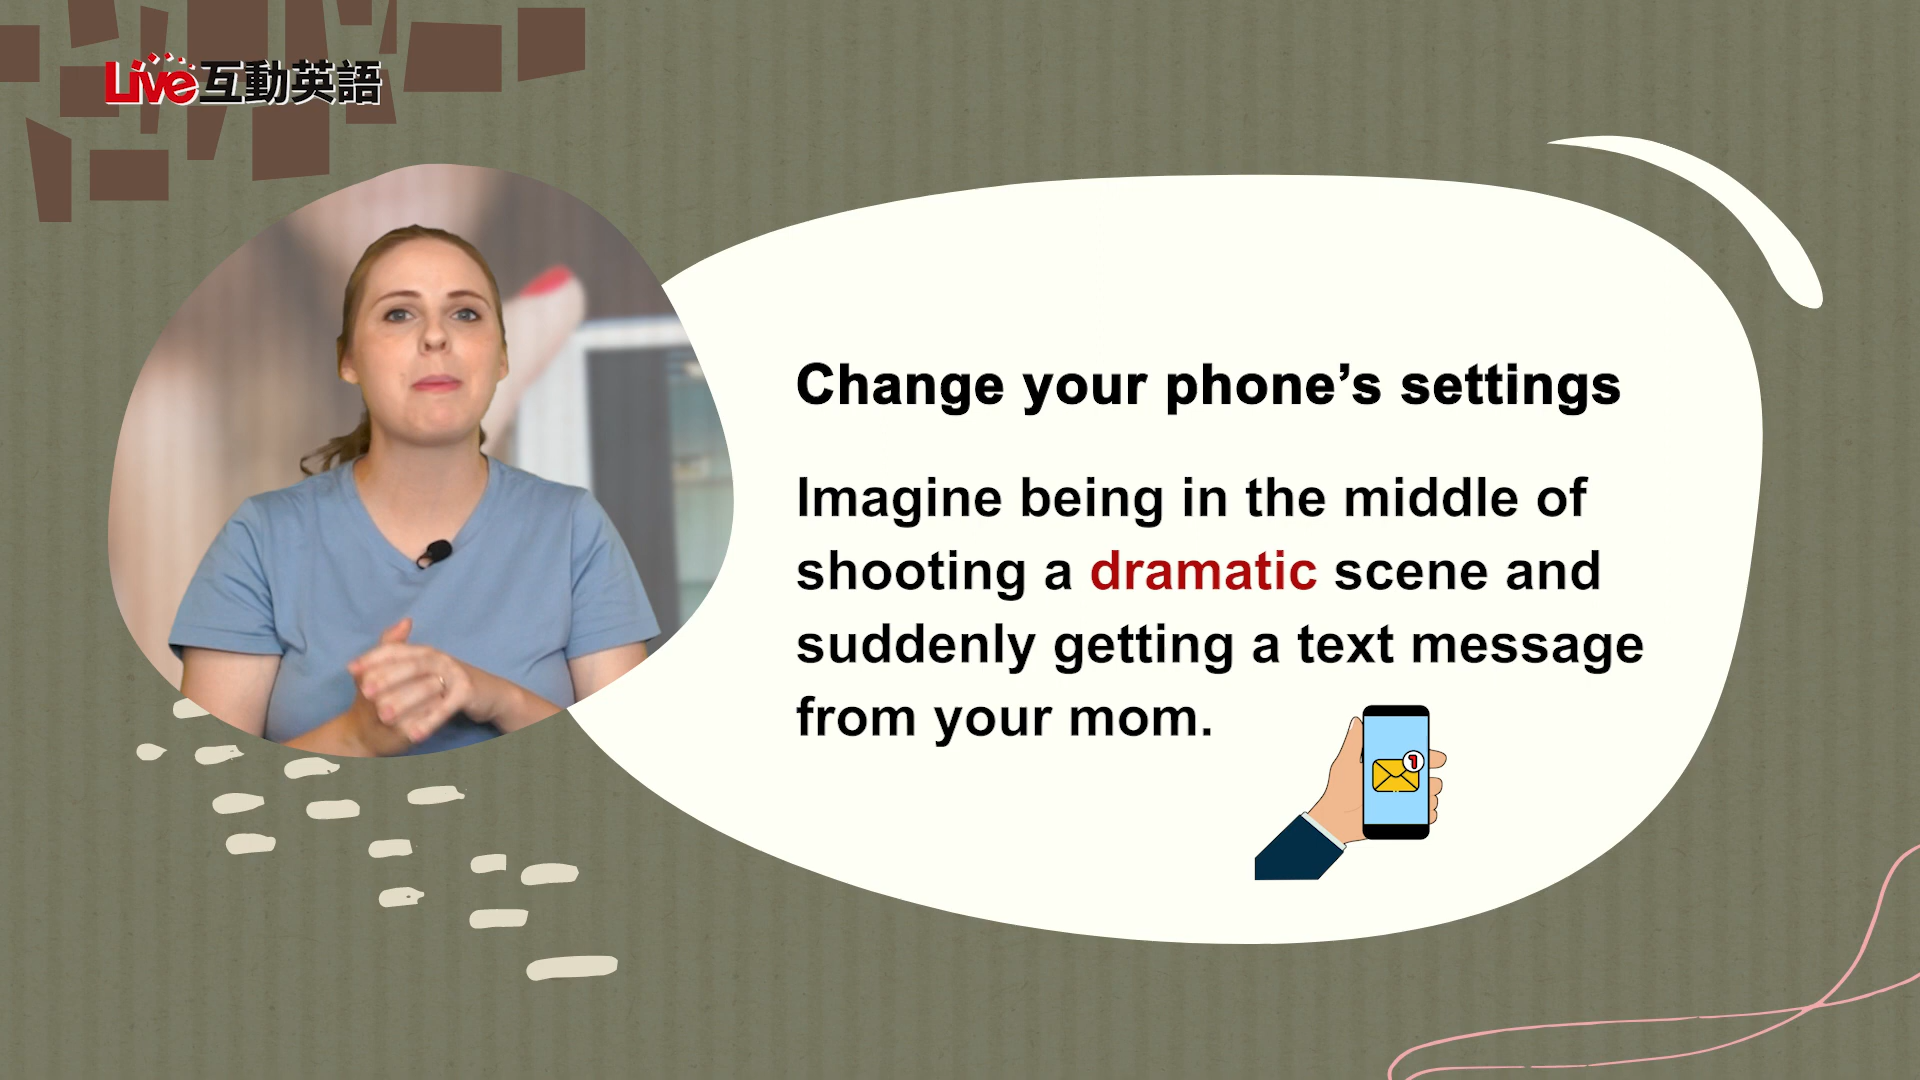 Live互動英語
Change your phone’s settings
Imagine being in the middle of
shooting a dramatic scene and
suddenly getting a text message
from your mom.
1